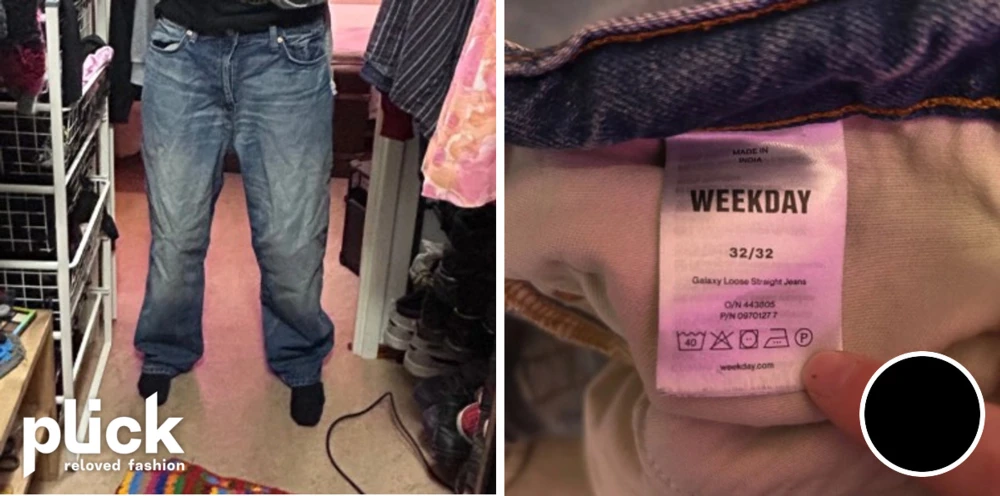 plick
reloved fashion
MADE IN
INDIA
WEEKDAY
32/32
Galaxy Loose Straight Jeans
O/N 443805
P/N 0970127 7
40
P
weekday.com